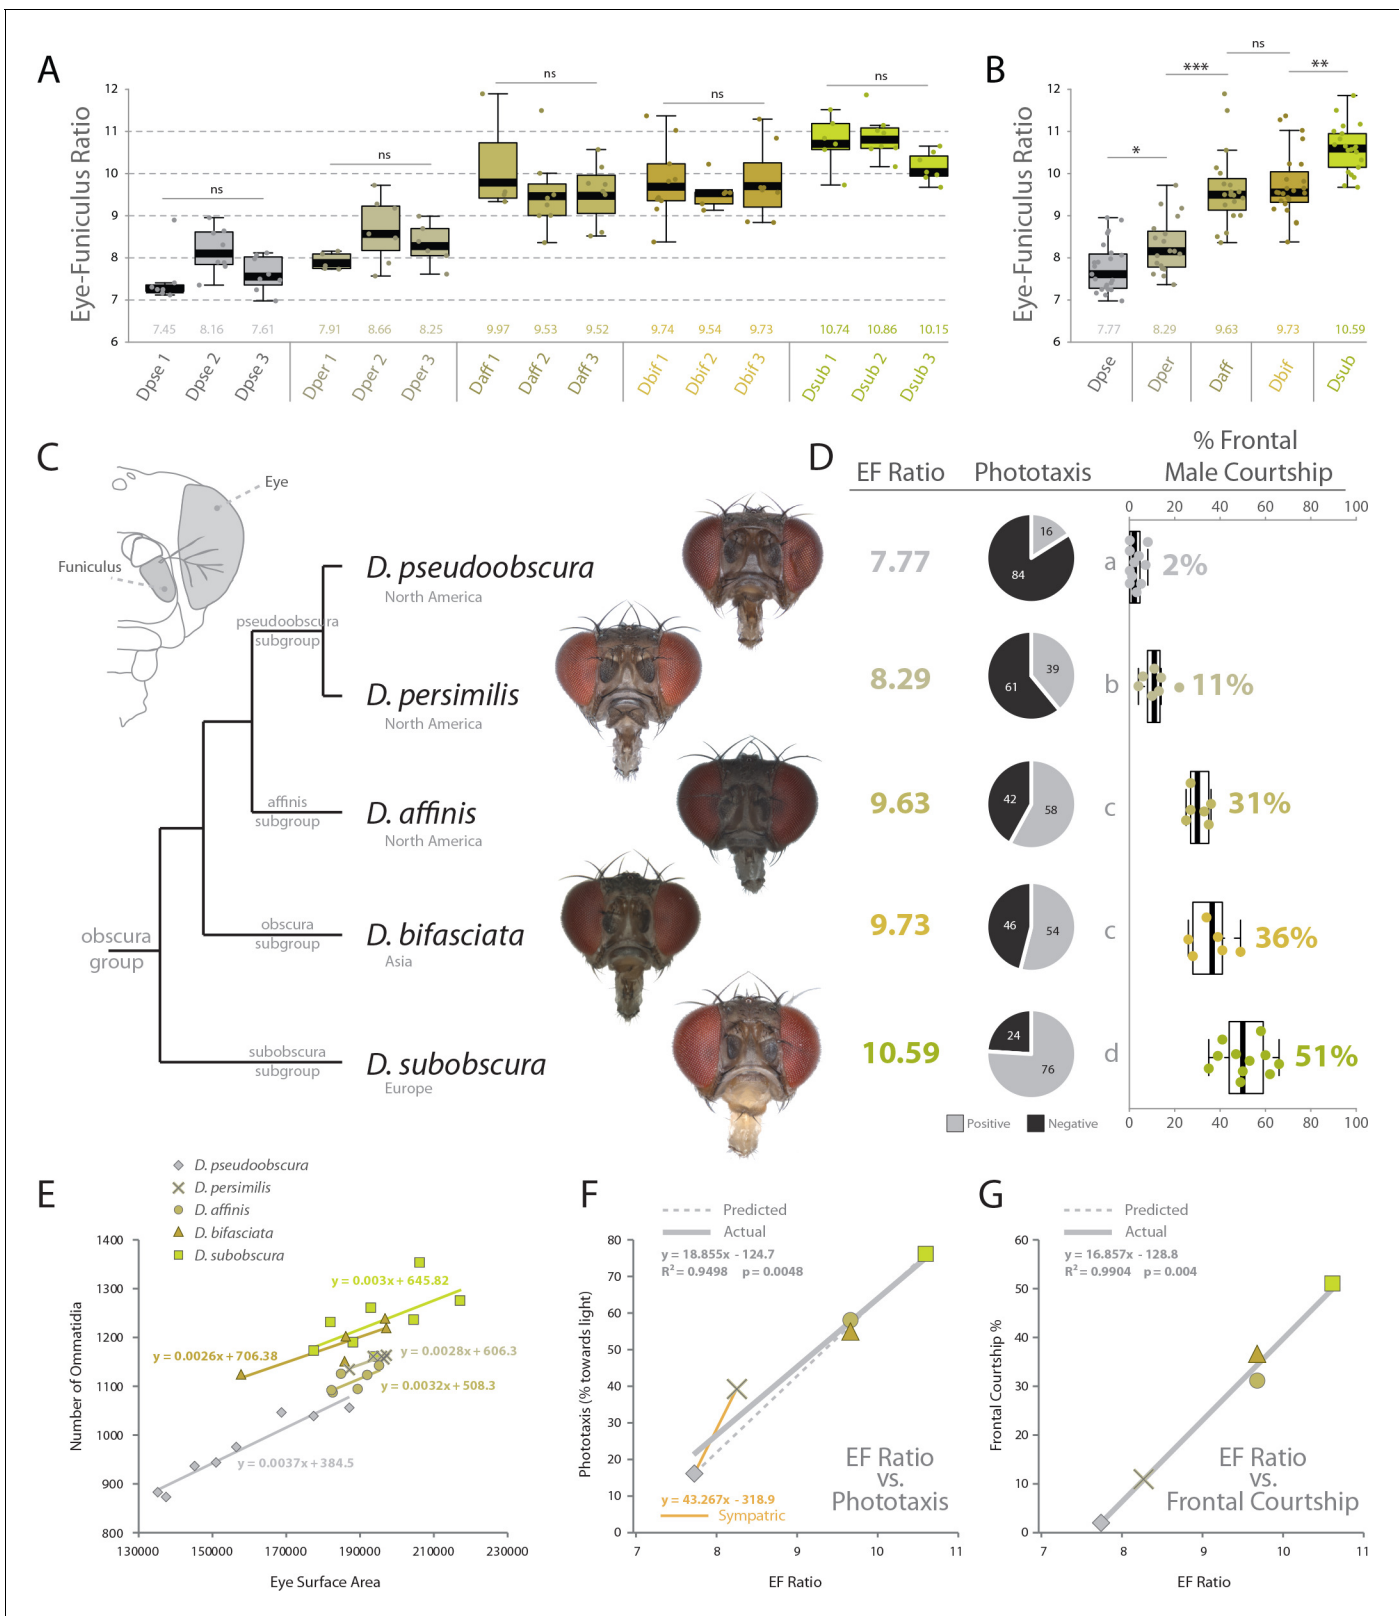 A
Eye-Funiculus Ratio
12
11
10
9
8
7
6
ns
ns
ns
ns
ns
7.45 8.16 7.61 7.91 8.66 8.25 9.97 9.53 9.52 9.74 9.54 9.73 10.74 10.86 10.15
Dpse 1 Dpse 2 Dpse 3 Dper 1 Dper 2 Dper 3 Daff 1 Daff 2 Daff 3 Dbif 1 Dbif 2 Dbif 3 Dsub 1 Dsub 2 Dsub 3
B
Eye-Funiculus Ratio
12
11
10
9
8
7
6
* *** ns **
7.77 8.29 9.63 9.73 10.59
Dpse Dper Daff Dbif Dsub
C
Eye
Funiculus
obscura
group
pseudoobscura
subgroup
affinis
subgroup
obscura
subgroup
subobscura
subgroup
D. pseudoobscura
North America
D. persimilis
North America
D. affinis
North America
D. bifasciata
Asia
D. subobscura
Europe
D
EF Ratio Phototaxis % Frontal
Male Courtship
0 20 40 60 80 100
7.77 16 84 a 2%
8.29 39 61 b 11%
9.63 42 58 c 31%
9.73 46 54 c 36%
10.59 24 76 d 51%
Positive Negative
0 20 40 60 80 100
E
D. pseudoobscura
D. persimilis
D. affinis
D. bifasciata
D. subobscura
Number of Ommatidia
1400
1300
1200
1100
1000
900
800
y = 0.003x + 645.82
y = 0.0026x + 706.38
y = 0.0028x + 606.3
y = 0.0032x + 508.3
y = 0.0037x + 384.5
130000 150000 170000 190000 210000 230000
Eye Surface Area
F
Predicted
Actual
y = 18.855x - 124.7
R² = 0.9498 p = 0.0048
Phototaxis (% towards light)
80
70
60
50
40
30
20
10
0
EF Ratio
vs.
Phototaxis
y = 43.267x - 318.9
Sympatric
7 8 9 10 11
EF Ratio
G
Predicted
Actual
y = 16.857x - 128.8
R² = 0.9904 p = 0.004
Frontal Courtship %
60
50
40
30
20
10
0
EF Ratio
vs.
Frontal Courtship
7 8 9 10 11
EF Ratio